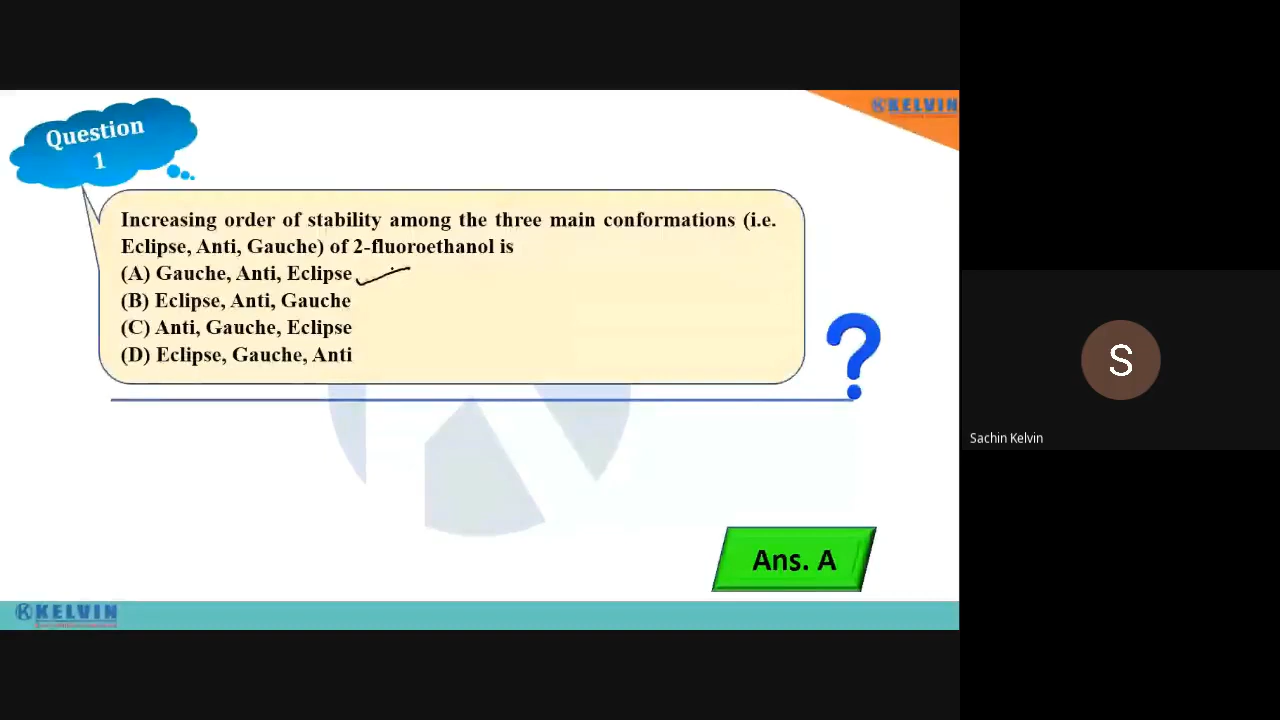 Question
1
KELVIN
Increasing order of stability among the three main conformations (i.e.
Eclipse, Anti, Gauche) of 2-fluoroethanol is
(A) Gauche, Anti, Eclipse
(B) Eclipse, Anti, Gauche
(C) Anti, Gauche, Eclipse
(D) Eclipse, Gauche, Anti
?
S
Sachin Kelvin
Ans. A
KELVIN